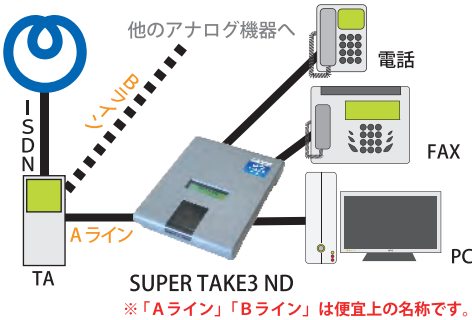 他のアナログ機器へ
Bライン
電話
ISDN
FAX
Aライン
TA
PC
SUPER TAKE3 ND
※「Aライン」「Bライン」は便宜上の名称です。